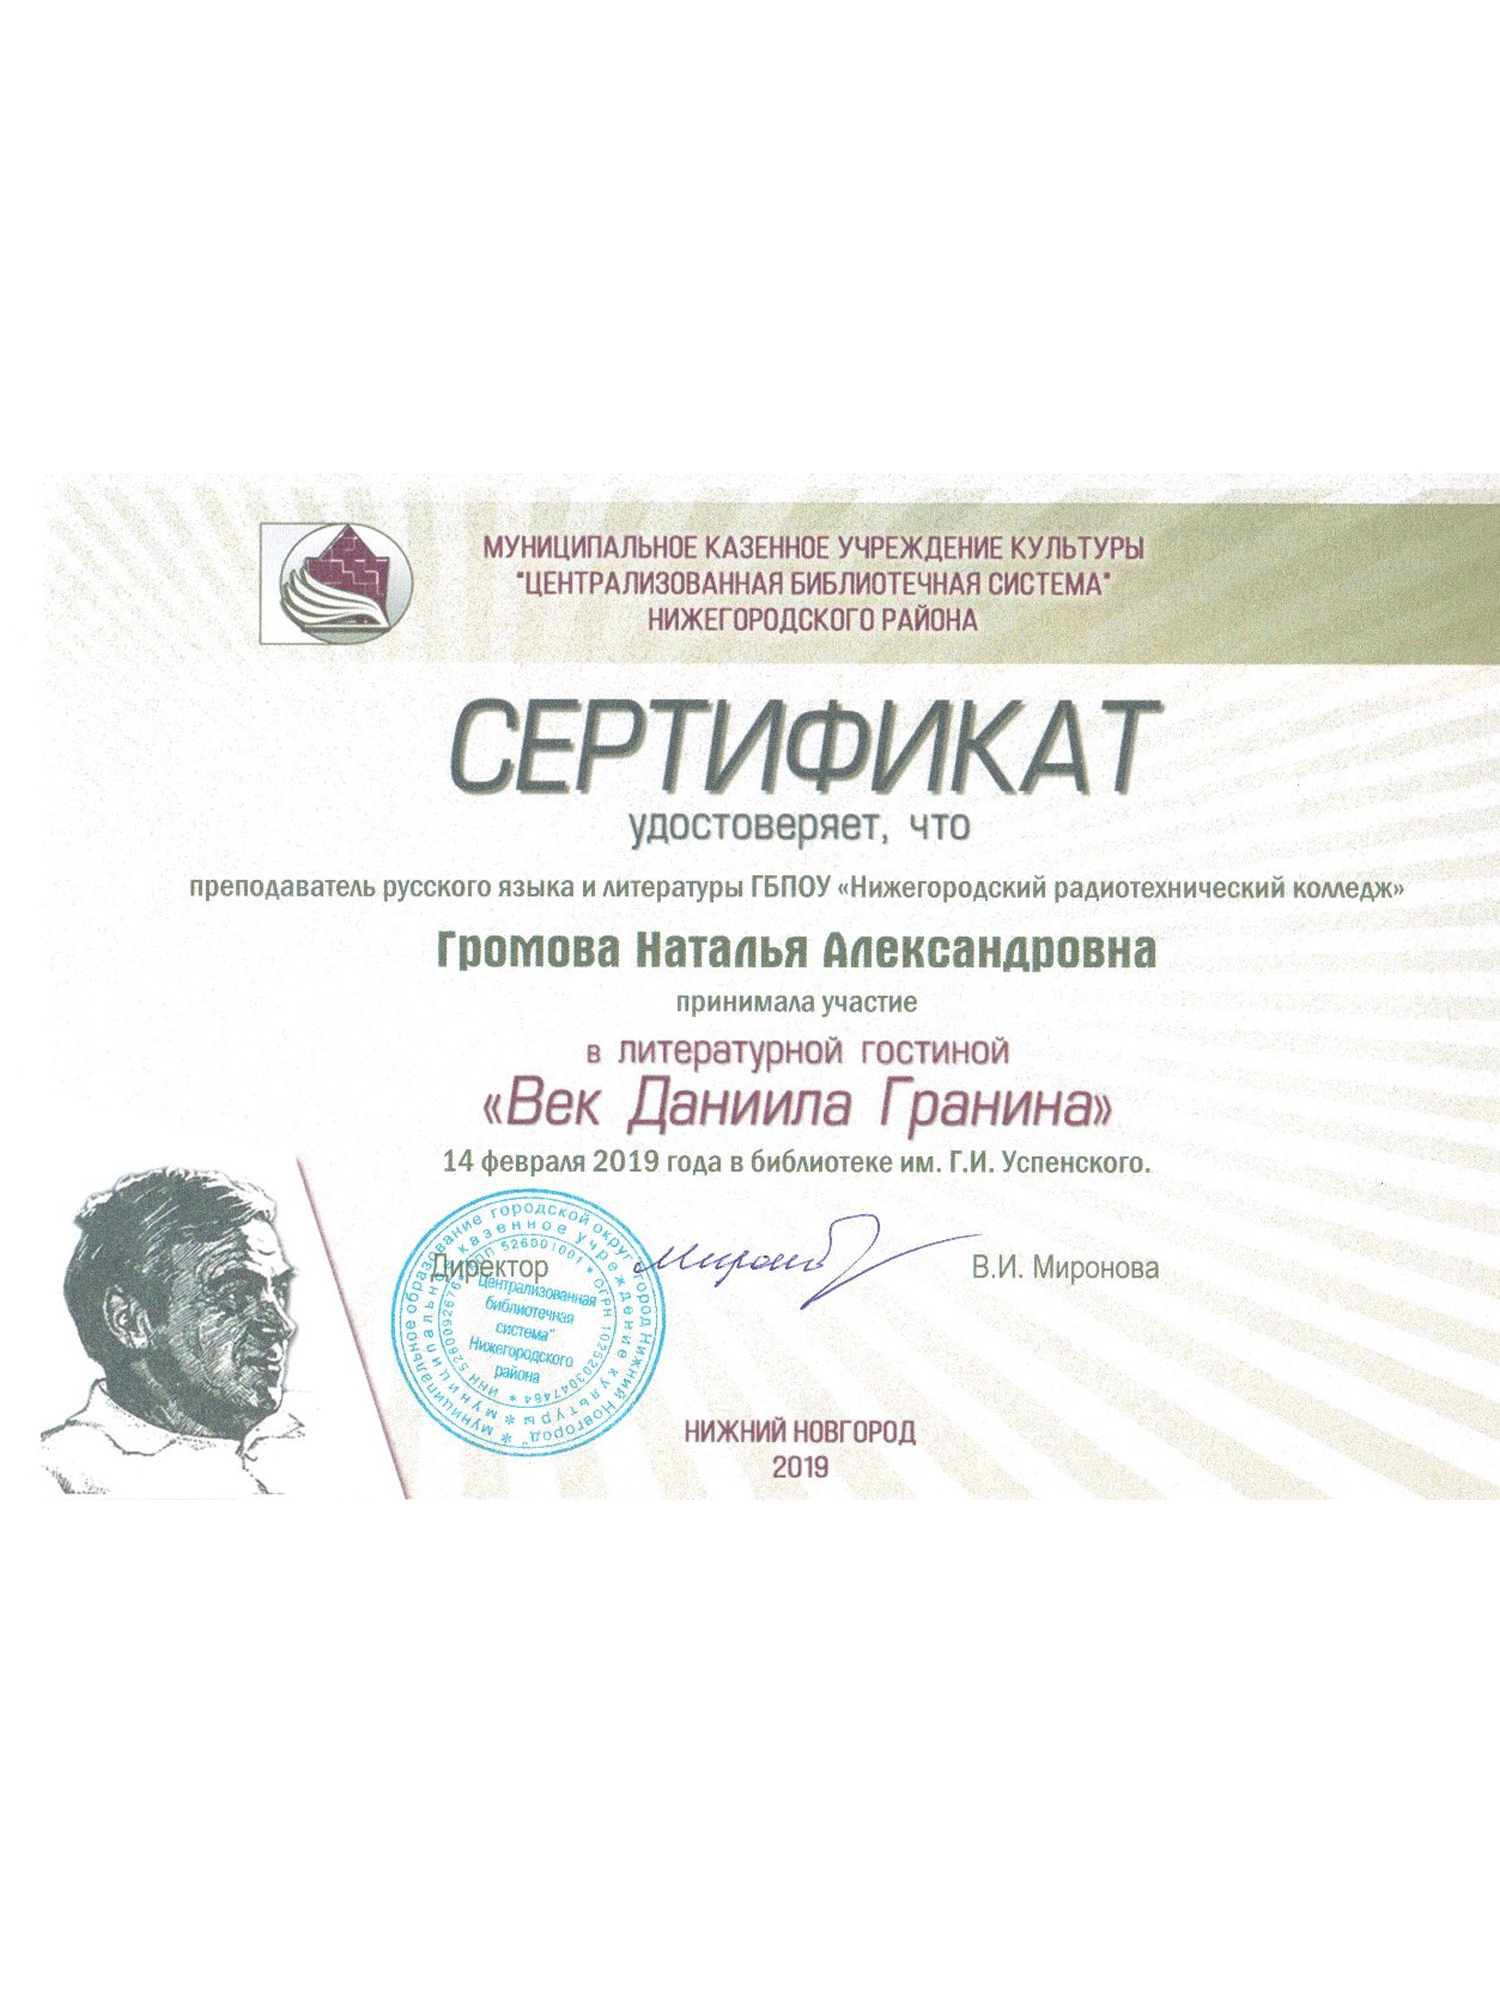 МУНИЦИПАЛЬНОЕ КАЗЕННОЕ УЧРЕЖДЕНИЕ КУЛЬТУРЫ
"ЦЕНТРАЛИЗОВАННАЯ БИБЛИОТЕЧНАЯ СИСТЕМА"
НИЖЕГОРОДСКОГО РАЙОНА
СЕРТИФИКАТ
удостоверяет, что
преподаватель русского языка и литературы ГБПОУ «Нижегородский радиотехнический колледж»
Громова Наталья Александровна
принимала участие
в литературной гостиной
«Век Даниила Гранина»
14 февраля 2019 года в библиотеке им. Г.И. Успенского.
Директор
В.И. Миронова
муниципальное образование городской округ "город Нижний Новгород"
муниципальное казенное учреждение культуры
ИНН 5260092676 * КПП 526001001 * ОГРН 1025203047464 *
"Централизованная
библиотечная
система"
Нижегородского
района
НИЖНИЙ НОВГОРОД
2019